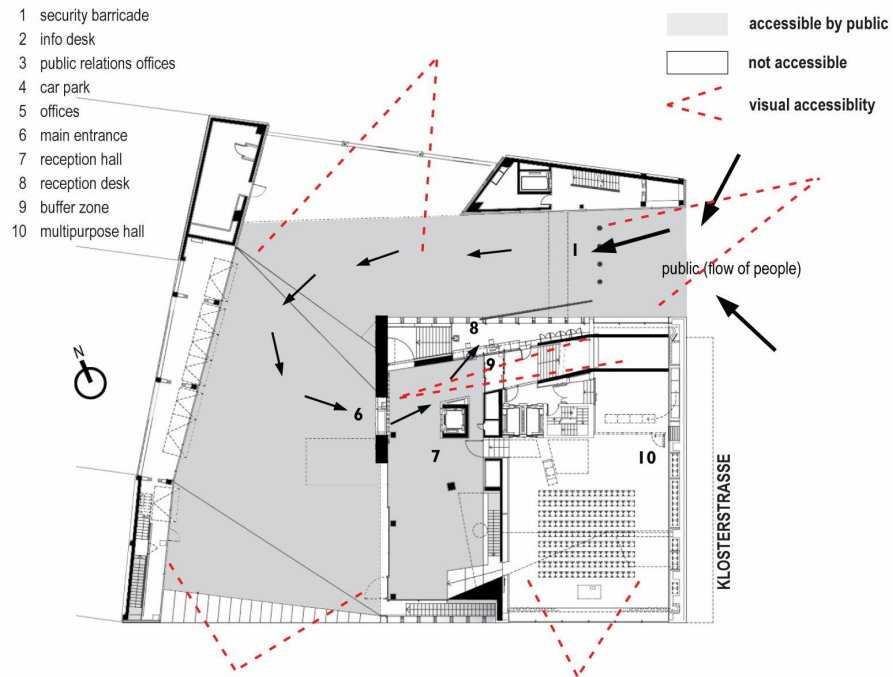 1 security barricade
2 info desk
3 public relations offices
4 car park
5 offices
6 main entrance
7 reception hall
8 reception desk
9 buffer zone
10 multipurpose hall
accessible by public
not accessible
visual accessiblity
1
public (flow of people)
N
8
9
6
7
10
KLOSTERSTRASSE